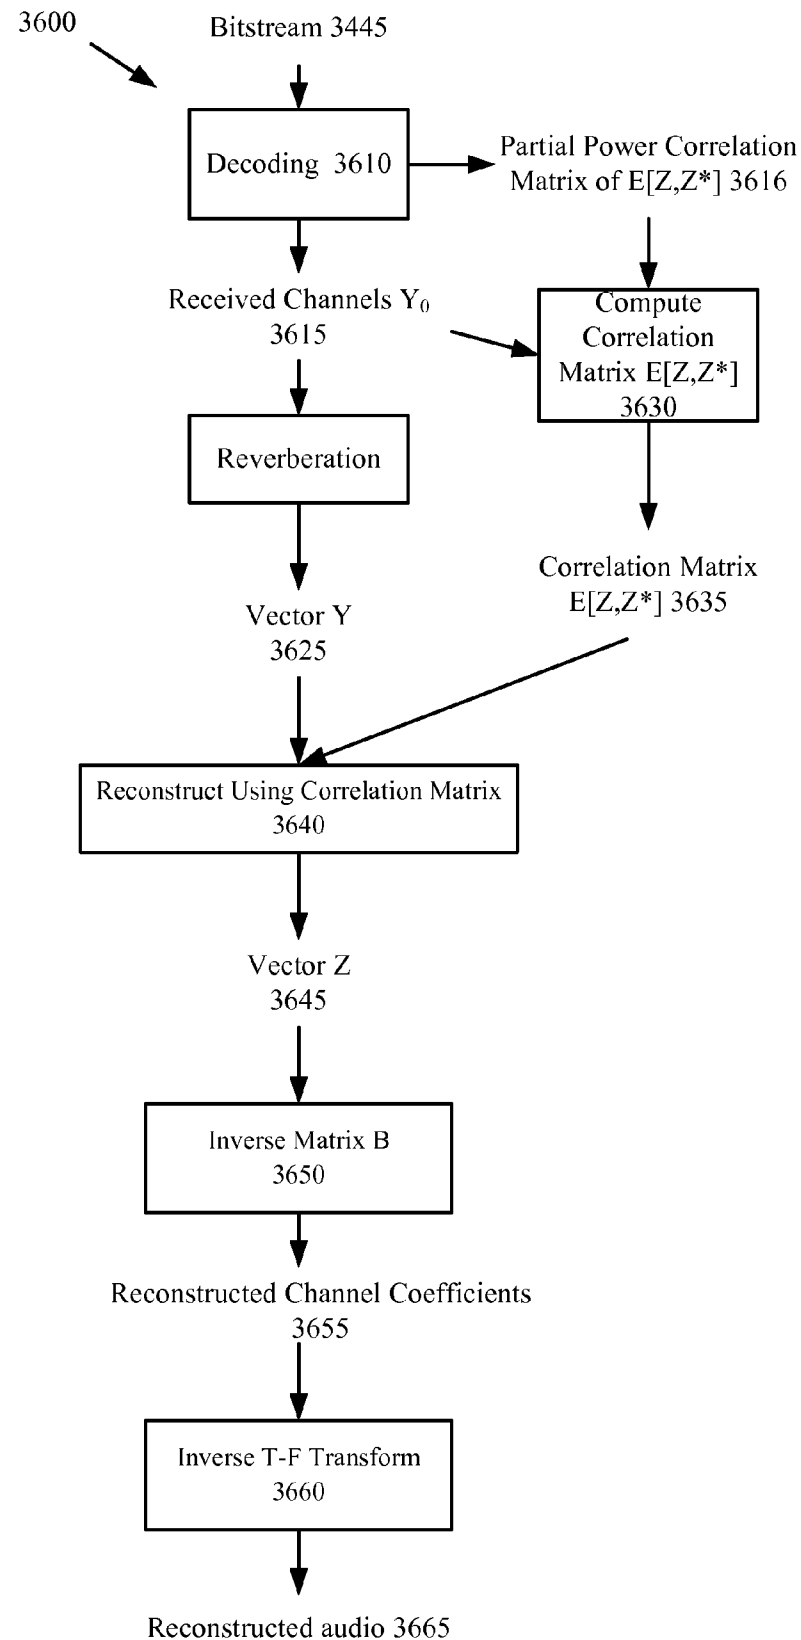 3600
Bitstream 3445
Decoding 3610
Partial Power Correlation
Matrix of E[Z,Z*] 3616
Received Channels Y₀
3615
Compute
Correlation
Matrix E[Z,Z*]
3630
Reverberation
Correlation Matrix
E[Z,Z*] 3635
Vector Y
3625
Reconstruct Using Correlation Matrix
3640
Vector Z
3645
Inverse Matrix B
3650
Reconstructed Channel Coefficients
3655
Inverse T-F Transform
3660
Reconstructed audio 3665